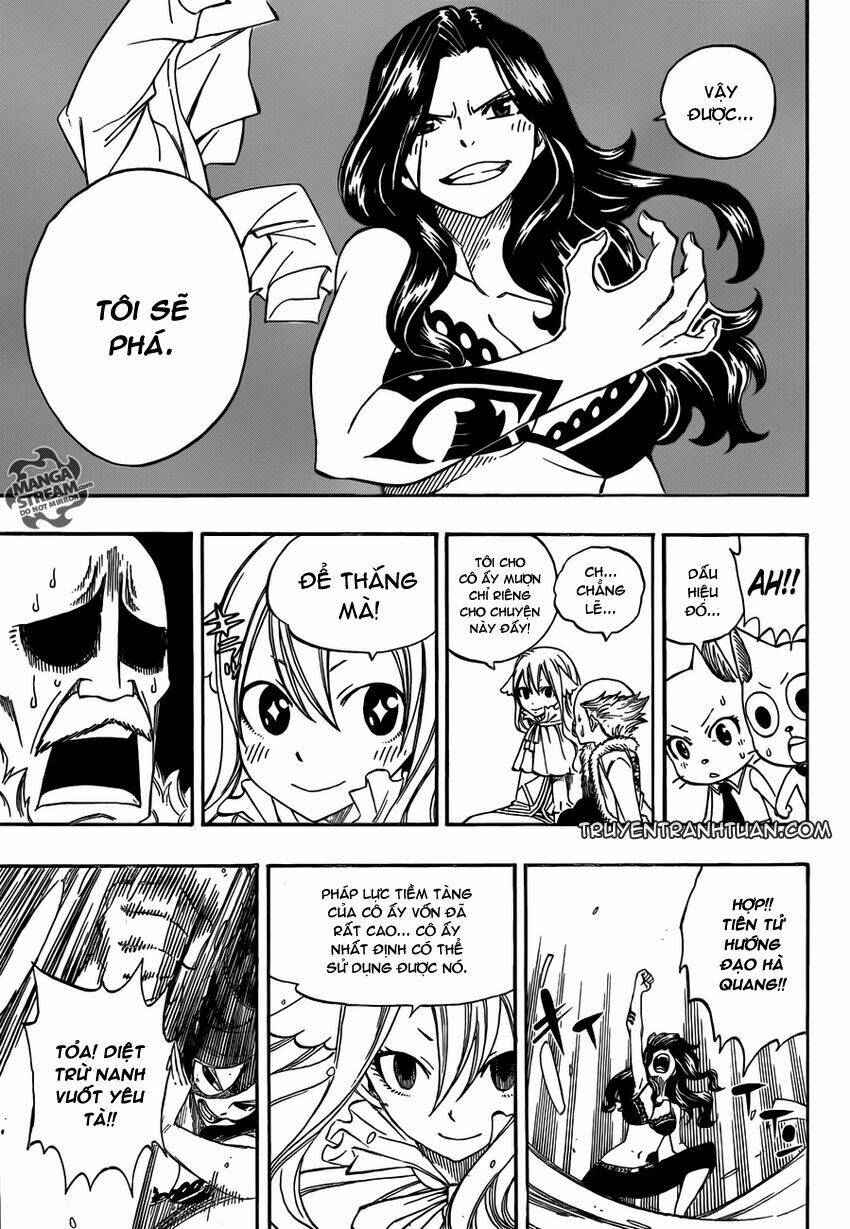 VẬY
ĐƯỢC...
TÔI SẼ
PHÁ.
MANGA
STREAM.com
DO NOT MIRROR
AH!!
DẤU
HIỆU
ĐÓ...
CH...
CHẲNG
LẼ...
TÔI CHO
CÔ ẤY MƯỢN
CHỈ RIÊNG
CHO CHUYỆN
NÀY ĐẤY!
ĐỂ THẮNG
MÀ!
TRUYENTRANHTUAN.COM
HỢP!!
TIÊN TỬ
HƯỚNG
ĐẠO HÀ
QUANG!!
PHÁP LỰC TIỀM TÀNG
CỦA CÔ ẤY VỐN ĐÃ
RẤT CAO... CÔ ẤY
NHẤT ĐỊNH CÓ THỂ
SỬ DỤNG ĐƯỢC NÓ.
TỎA! DIỆT
TRỪ NANH
VUỐT YÊU
TÀ!!